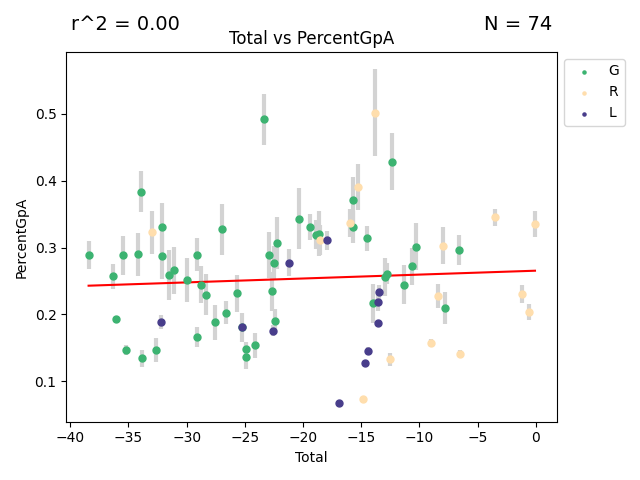 r^2 = 0.00
N = 74
Total vs PercentGpA
G
R
L
PercentGpA
0.5
0.4
0.3
0.2
0.1
−40
−35
−30
−25
−20
−15
−10
−5
0
Total